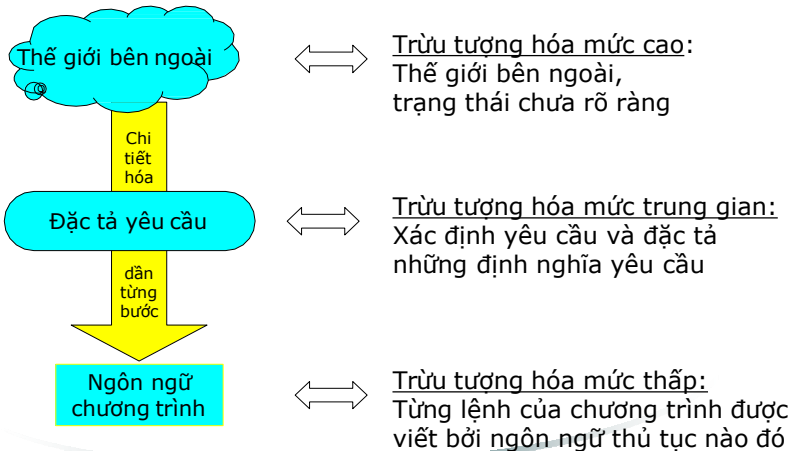 Thế giới bên ngoài
Trừu tượng hóa mức cao:
Thế giới bên ngoài,
trạng thái chưa rõ ràng
Chi
tiết
hóa
Đặc tả yêu cầu
Trừu tượng hóa mức trung gian:
Xác định yêu cầu và đặc tả
những định nghĩa yêu cầu
dần
từng
bước
Ngôn ngữ
chương trình
Trừu tượng hóa mức thấp:
Từng lệnh của chương trình được
viết bởi ngôn ngữ thủ tục nào đó